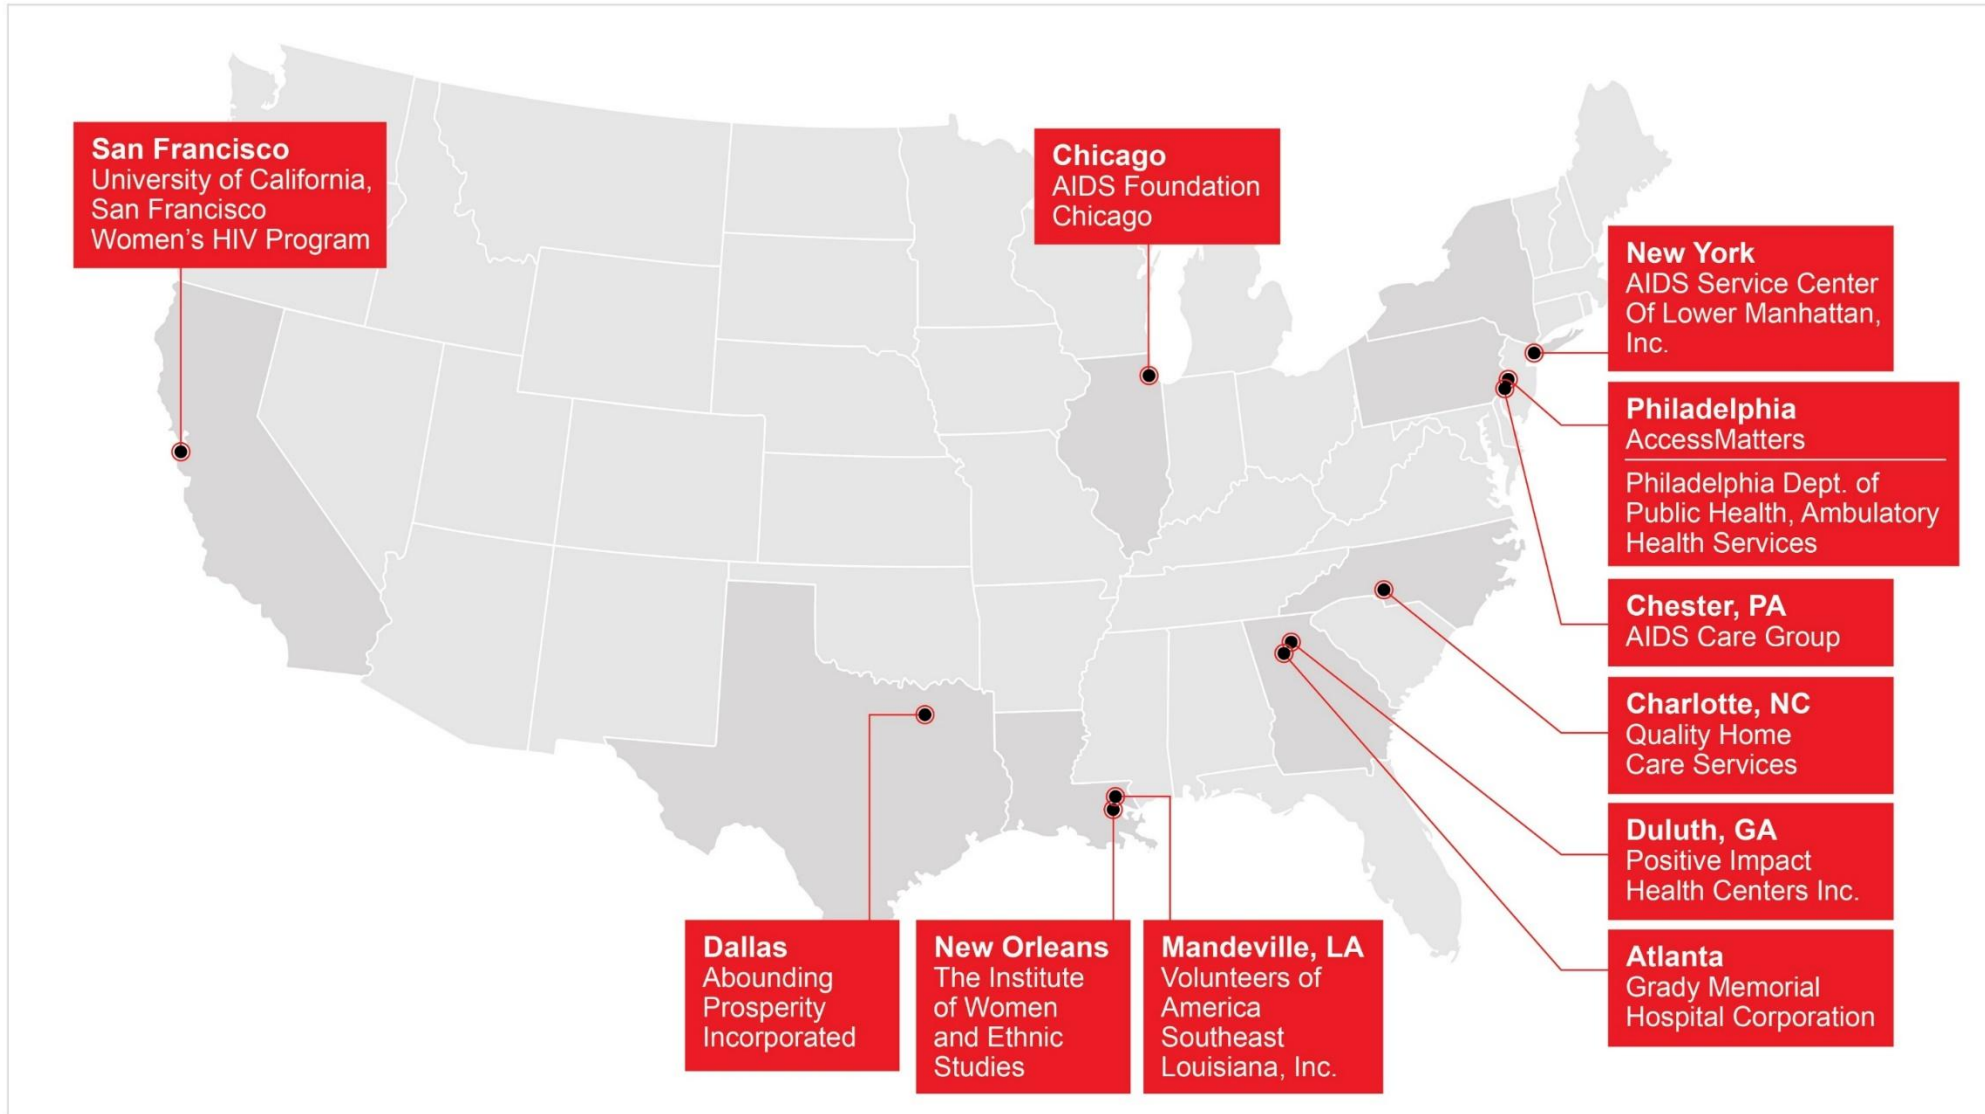 San Francisco
University of California,
San Francisco
Women's HIV Program
Chicago
AIDS Foundation
Chicago
New York
AIDS Service Center
Of Lower Manhattan,
Inc.
Philadelphia
AccessMatters
Philadelphia Dept. of
Public Health, Ambulatory
Health Services
Chester, PA
AIDS Care Group
Charlotte, NC
Quality Home
Care Services
Duluth, GA
Positive Impact
Health Centers Inc.
Atlanta
Grady Memorial
Hospital Corporation
Dallas
Abounding
Prosperity
Incorporated
New Orleans
The Institute
of Women
and Ethnic
Studies
Mandeville, LA
Volunteers of
America
Southeast
Louisiana, Inc.